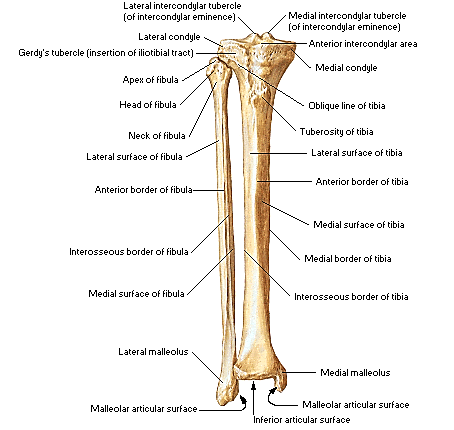 Lateral intercondylar tubercle
(of intercondylar eminence)
Medial intercondylar tubercle
(of intercondylar eminence)
Lateral condyle
Anterior intercondylar area
Gerdy's tubercle (insertion of iliotibial tract)
Medial condyle
Apex of fibula
Head of fibula
Oblique line of tibia
Neck of fibula
Tuberosity of tibia
Lateral surface of fibula
Lateral surface of tibia
Anterior border of fibula
Anterior border of tibia
Medial surface of tibia
Interosseous border of fibula
Medial border of tibia
Medial surface of fibula
Interosseous border of tibia
Lateral malleolus
Medial malleolus
Malleolar articular surface
Malleolar articular surface
Inferior articular surface